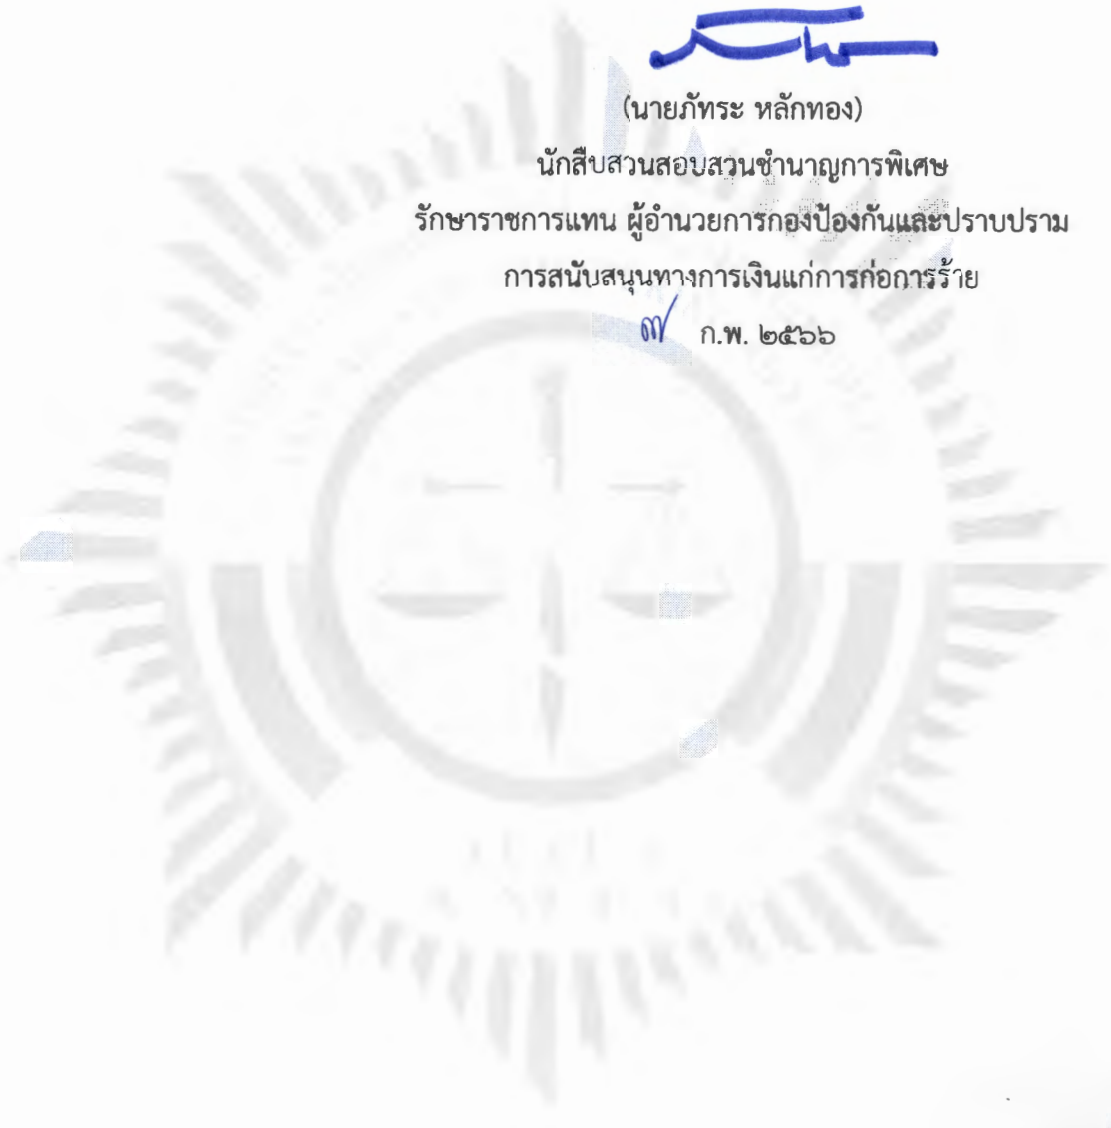 (นายภัทระ หลักทอง)
นักสืบสวนสอบสวนชำนาญการพิเศษ
รักษาราชการแทน ผู้อำนวยการกองป้องกันและปราบปราม
การสนับสนุนทางการเงินแก่การก่อการร้าย
ก.พ. ๒๕๖๖